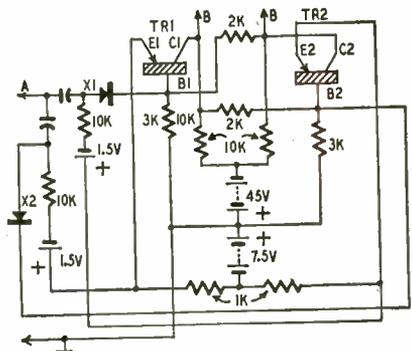 B B
TR1 2K TR2
E1 C1 E2 C2
A X1 B1 B2
10K 3K 10K 2K 3K
10K
1.5V
+
X2 10K
45V
+
+
+ 1.5V 7.5V
1K